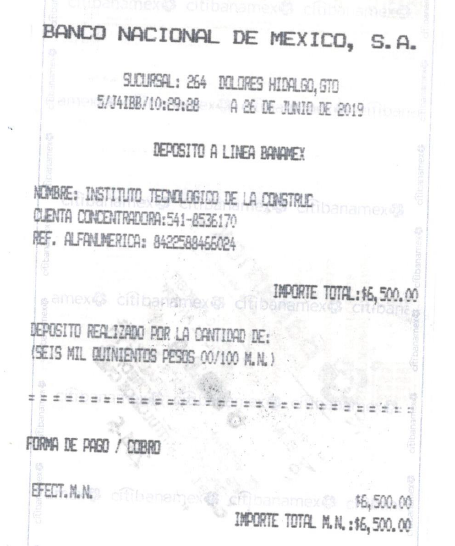 BANCO NACIONAL DE MEXICO, S.A.
SUCURSAL: 264 DOLORES HIDALGO,GTO
5/J4IBB/10:29:28 A 26 DE JUNIO DE 2019
DEPOSITO A LINEA BANAMEX
NOMBRE: INSTITUTO TECNOLOGICO DE LA CONSTRUC
CUENTA CONCENTRADORA:541-8536170
REF. ALFANUMERICA: 8422588466024
IMPORTE TOTAL:$6,500.00
DEPOSITO REALIZADO POR LA CANTIDAD DE:
(SEIS MIL QUINIENTOS PESOS 00/100 M.N.)
= = = = = = = = = = = = = = = = = = = = = = = = = = = = =
FORMA DE PAGO / COBRO
EFECT.M.N. $6,500.00
IMPORTE TOTAL M.N.:$6,500.00